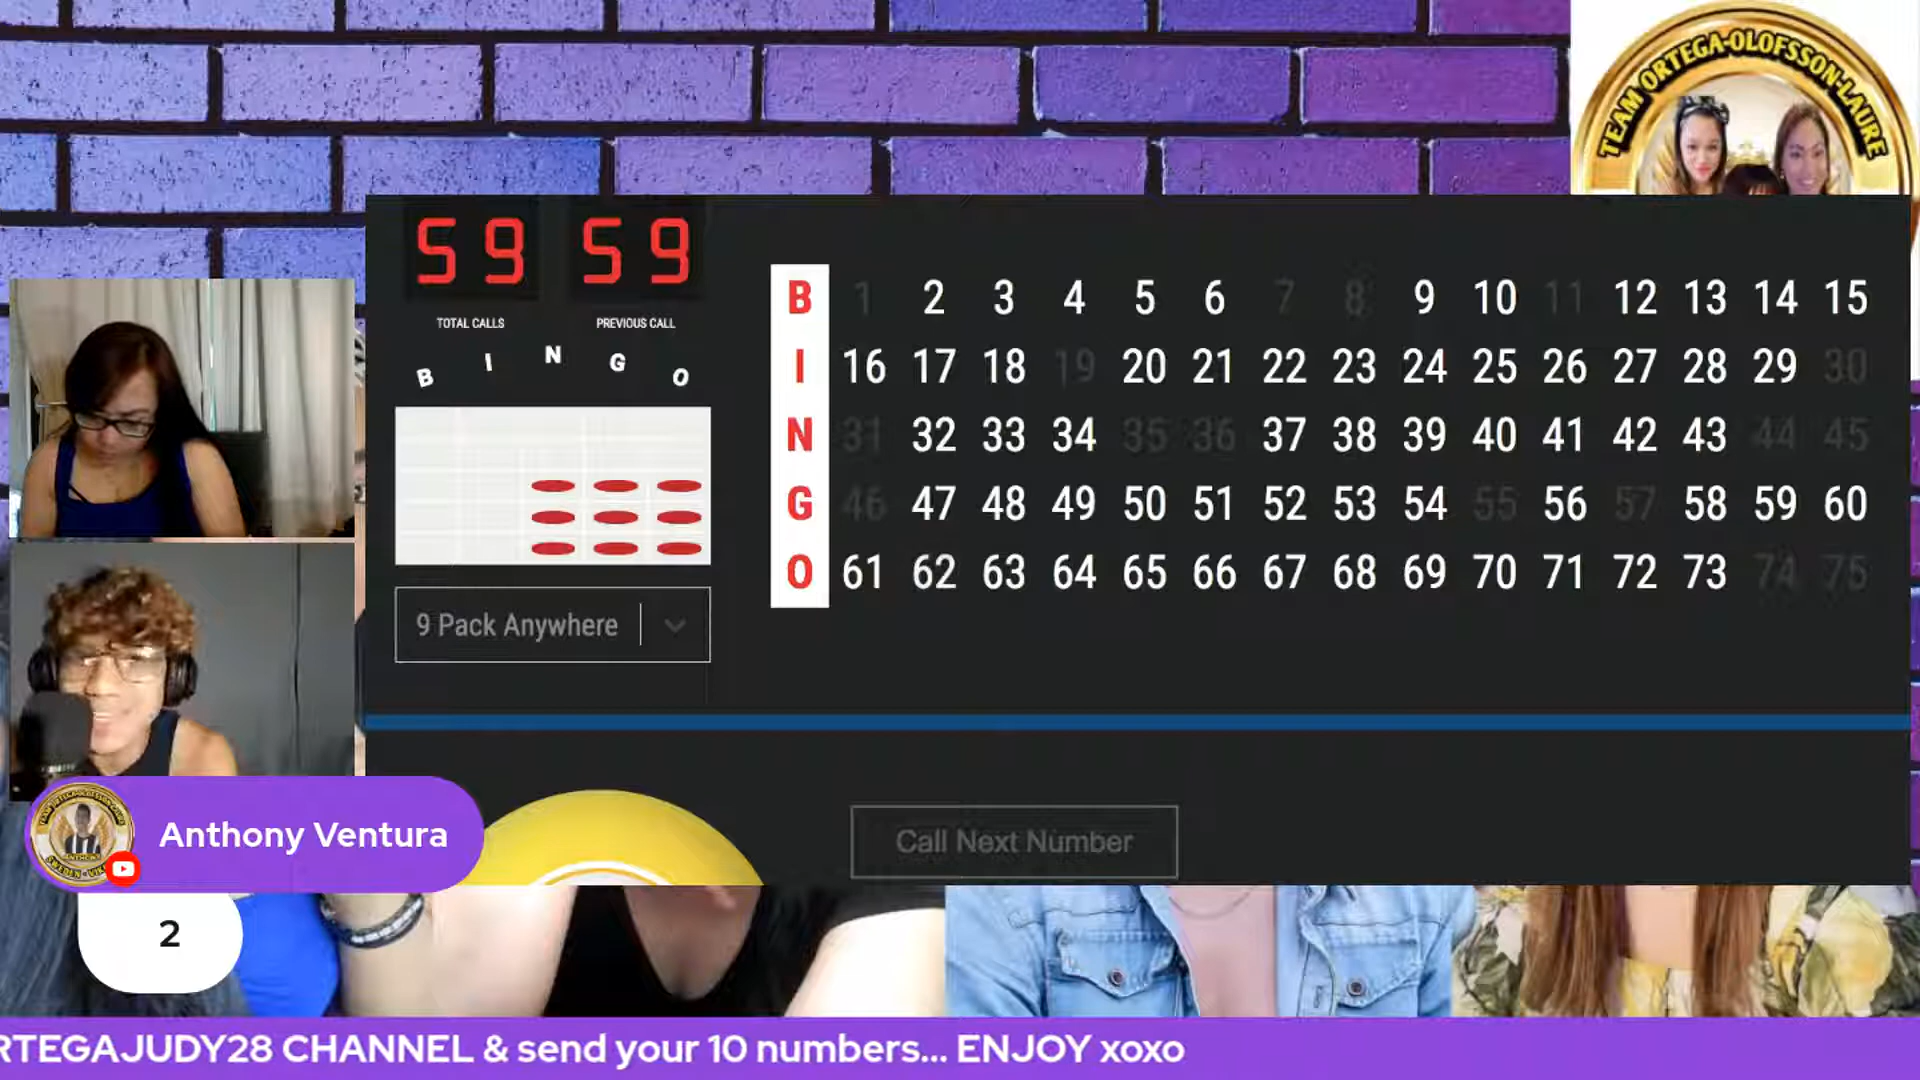 TEAM ORTEGA-OLOFSSON-LAURE
59 59
TOTAL CALLS PREVIOUS CALL
B I N G O
9 Pack Anywhere
B 1 2 3 4 5 6 7 8 9 10 11 12 13 14 15
I 16 17 18 19 20 21 22 23 24 25 26 27 28 29 30
N 31 32 33 34 35 36 37 38 39 40 41 42 43 44 45
G 46 47 48 49 50 51 52 53 54 55 56 57 58 59 60
O 61 62 63 64 65 66 67 68 69 70 71 72 73 74 75
Call Next Number
Anthony Ventura
2
RTEGAJUDY28 CHANNEL & send your 10 numbers... ENJOY xoxo